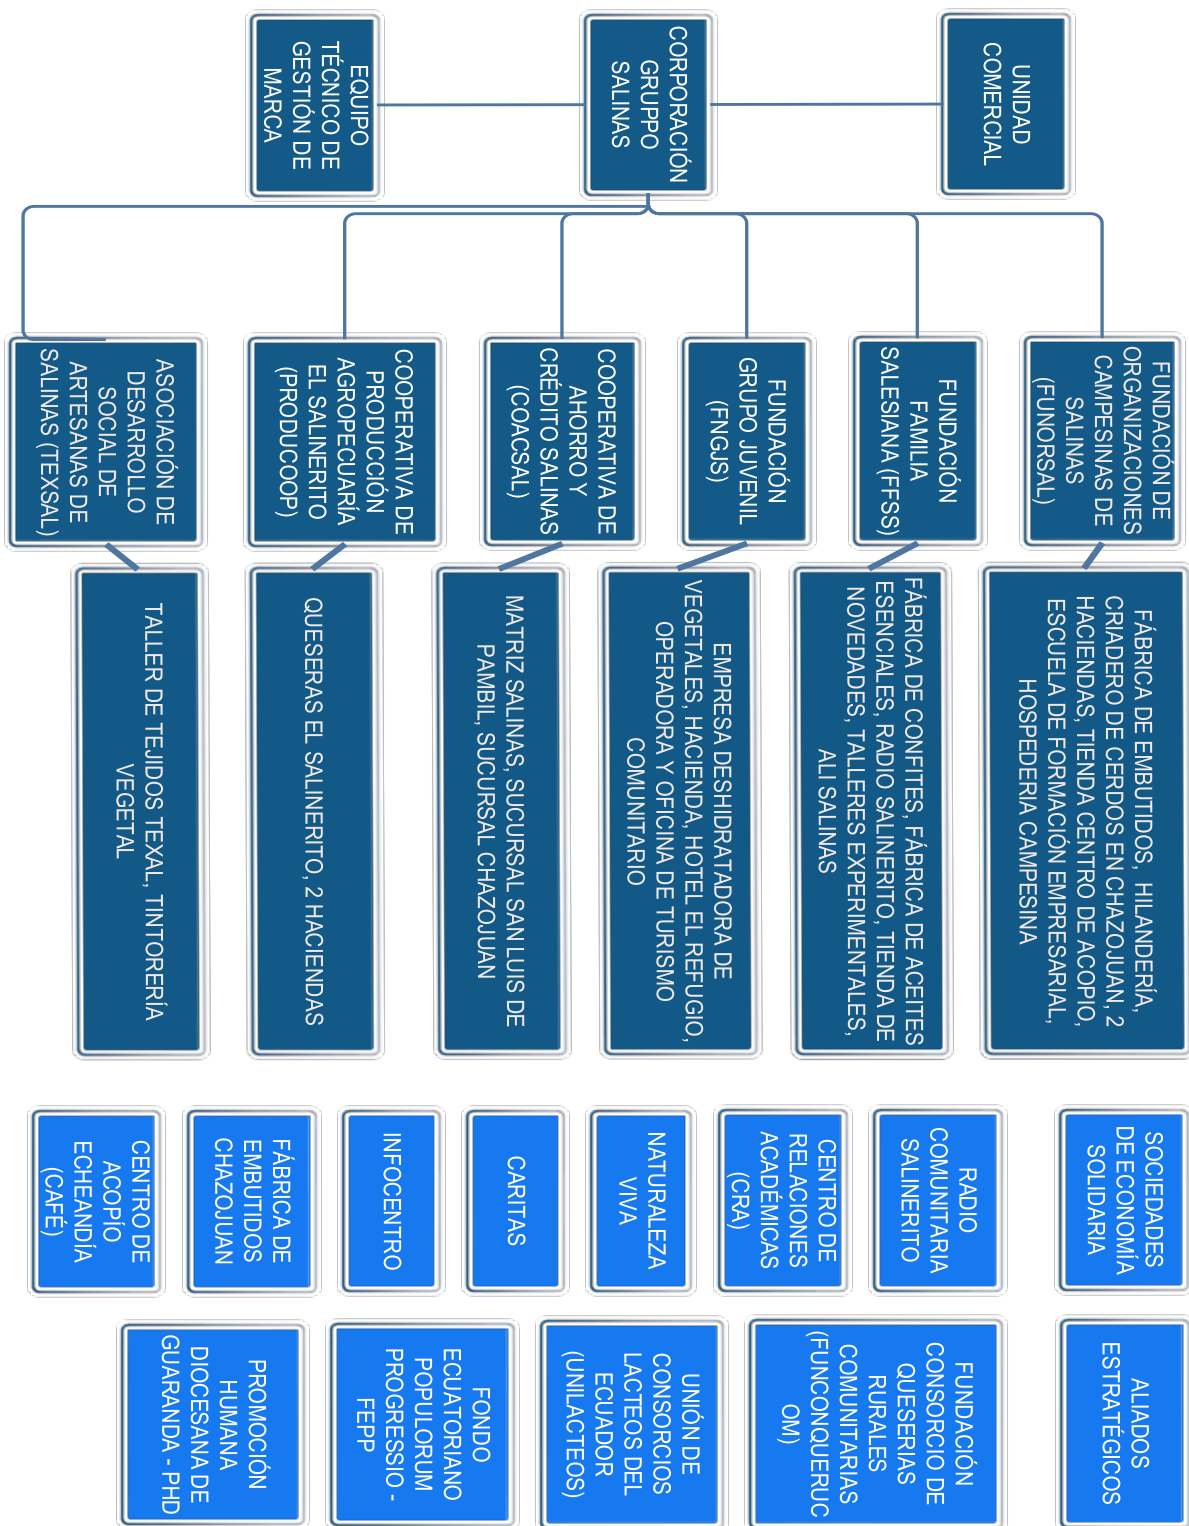 UNIDAD
COMERCIAL
CORPORACIÓN
GRUPPO
SALINAS
EQUIPO
TÉCNICO DE
GESTIÓN DE
MARCA
FUNDACIÓN DE
ORGANIZACIONES
CAMPESINAS DE
SALINAS
(FUNORSAL)
FÁBRICA DE EMBUTIDOS, HILANDERÍA,
CRIADERO DE CERDOS EN CHAZOJUAN, 2
HACIENDAS, TIENDA CENTRO DE ACOPIO,
ESCUELA DE FORMACIÓN EMPRESARIAL,
HOSPEDERIA CAMPESINA
FUNDACIÓN
FAMILIA
SALESIANA (FFSS)
FÁBRICA DE CONFITES, FÁBRICA DE ACEITES
ESENCIALES, RADIO SALINERITO, TIENDA DE
NOVEDADES, TALLERES EXPERIMENTALES,
ALI SALINAS
FUNDACIÓN
GRUPO JUVENIL
(FNGJS)
EMPRESA DESHIDRATADORA DE
VEGETALES, HACIENDA, HOTEL EL REFUGIO,
OPERADORA Y OFICINA DE TURISMO
COMUNITARIO
COOPERATIVA DE
AHORRO Y
CRÉDITO SALINAS
(COACSAL)
MATRIZ SALINAS, SUCURSAL SAN LUIS DE
PAMBIL, SUCURSAL CHAZOJUAN
COOPERATIVA DE
PRODUCCIÓN
AGROPECUARÍA
EL SALINERITO
(PRODUCOOP)
QUESERAS EL SALINERITO, 2 HACIENDAS
ASOCIACIÓN DE
DESARROLLO
SOCIAL DE
ARTESANAS DE
SALINAS (TEXSAL)
TALLER DE TEJIDOS TEXAL, TINTORERÍA
VEGETAL
SOCIEDADES
DE ECONOMÍA
SOLIDARIA
RADIO
COMUNITARIA
SALINERITO
CENTRO DE
RELACIONES
ACADÉMICAS
(CRA)
NATURALEZA
VIVA
CARITAS
INFOCENTRO
FÁBRICA DE
EMBUTIDOS
CHAZOJUAN
CENTRO DE
ACOPÍO
ECHEANDÍA
(CAFÉ)
ALIADOS
ESTRATÉGICOS
FUNDACIÓN
CONSORCIO DE
QUESERIAS
RURALES
COMUNITARIAS
(FUNCONQUERUC
OM)
UNIÓN DE
CONSORCIOS
LACTEOS DEL
ECUADOR
(UNILACTEOS)
FONDO
ECUATORIANO
POPULORUM
PROGRESSIO -
FEPP
PROMOCIÓN
HUMANA
DIOCESANA DE
GUARANDA - PHD